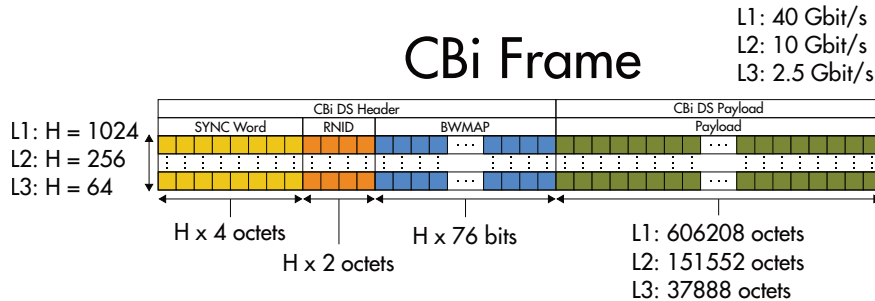 L1: 40 Gbit/s
L2: 10 Gbit/s
L3: 2.5 Gbit/s
CBi Frame
CBi DS Header
CBi DS Payload
SYNC Word
RNID
BWMAP
Payload
L1: H = 1024
L2: H = 256
L3: H = 64
H x 4 octets
H x 2 octets
H x 76 bits
L1: 606208 octets
L2: 151552 octets
L3: 37888 octets